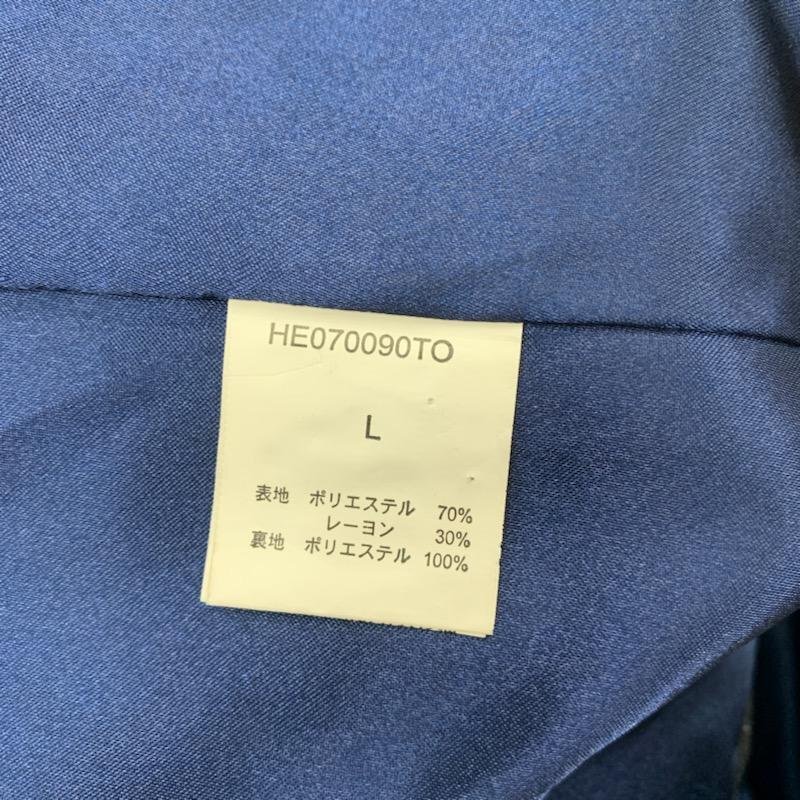 HE070090TO
L
表地 ポリエステル 70%
レーヨン 30%
裏地 ポリエステル 100%